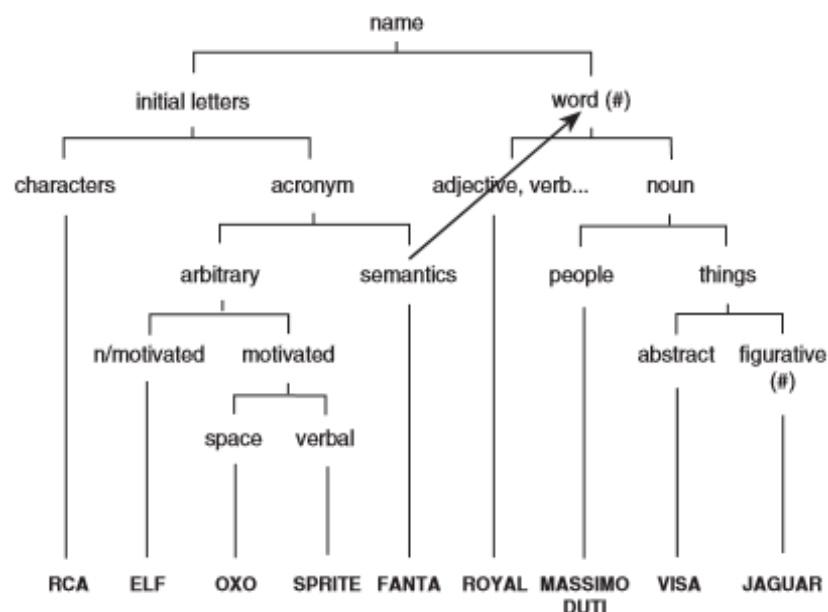 name
initial letters word (#)
characters acronym adjective, verb... noun
arbitrary semantics people things
n/motivated motivated abstract figurative
(#)
space verbal
RCA ELF OXO SPRITE FANTA ROYAL MASSIMO VISA JAGUAR
DUTI